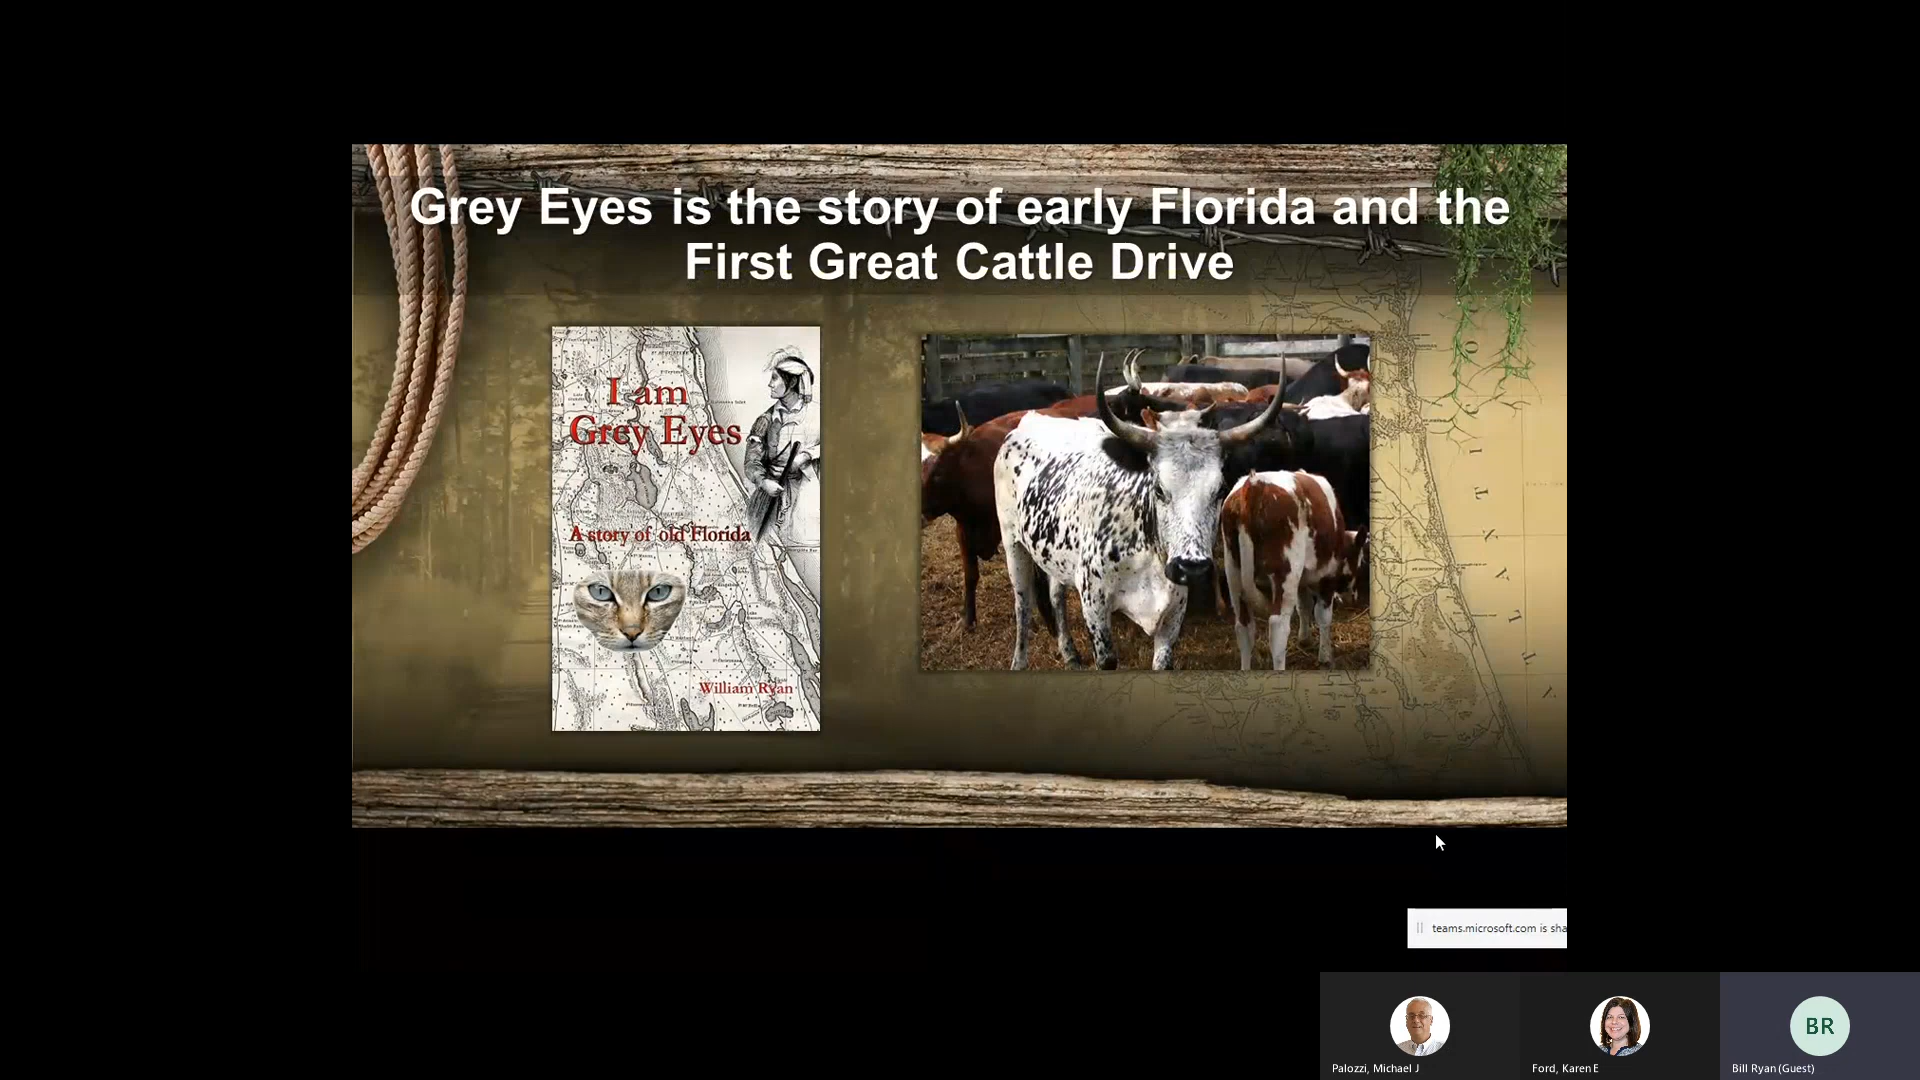 Grey Eyes is the story of early Florida and the
First Great Cattle Drive
I am
Grey Eyes
A story of old Florida
William Ryan
teams.microsoft.com is sha
Palozzi, Michael J
Ford, Karen E
BR
Bill Ryan (Guest)